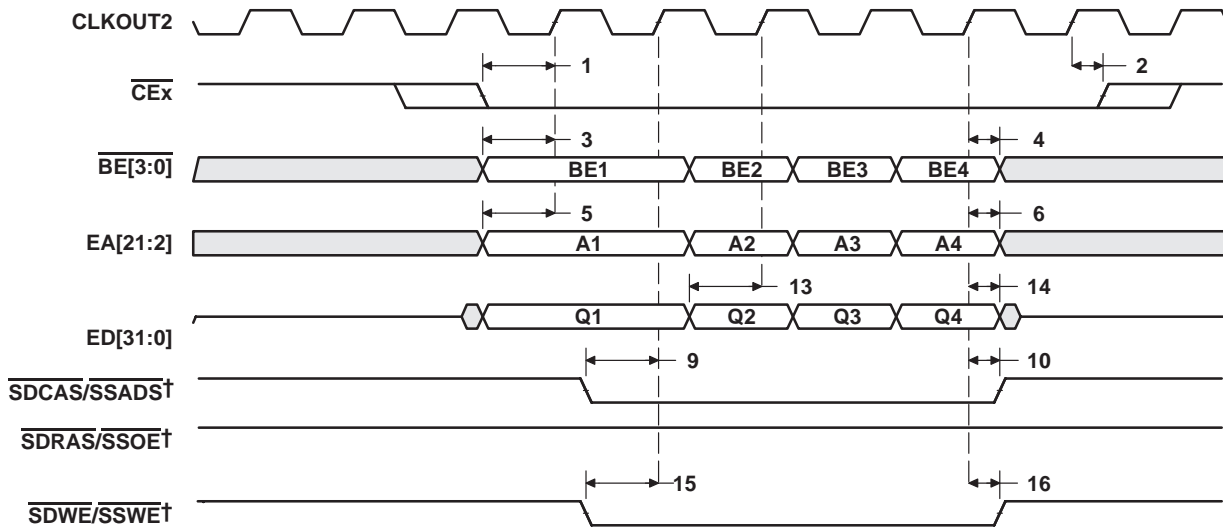 CLKOUT2
1 2
CEx
3 4
BE[3:0] BE1 BE2 BE3 BE4
5 6
EA[21:2] A1 A2 A3 A4
13 14
ED[31:0] Q1 Q2 Q3 Q4
9 10
SDCAS/SSADS†
SDRAS/SSOE†
15 16
SDWE/SSWE†